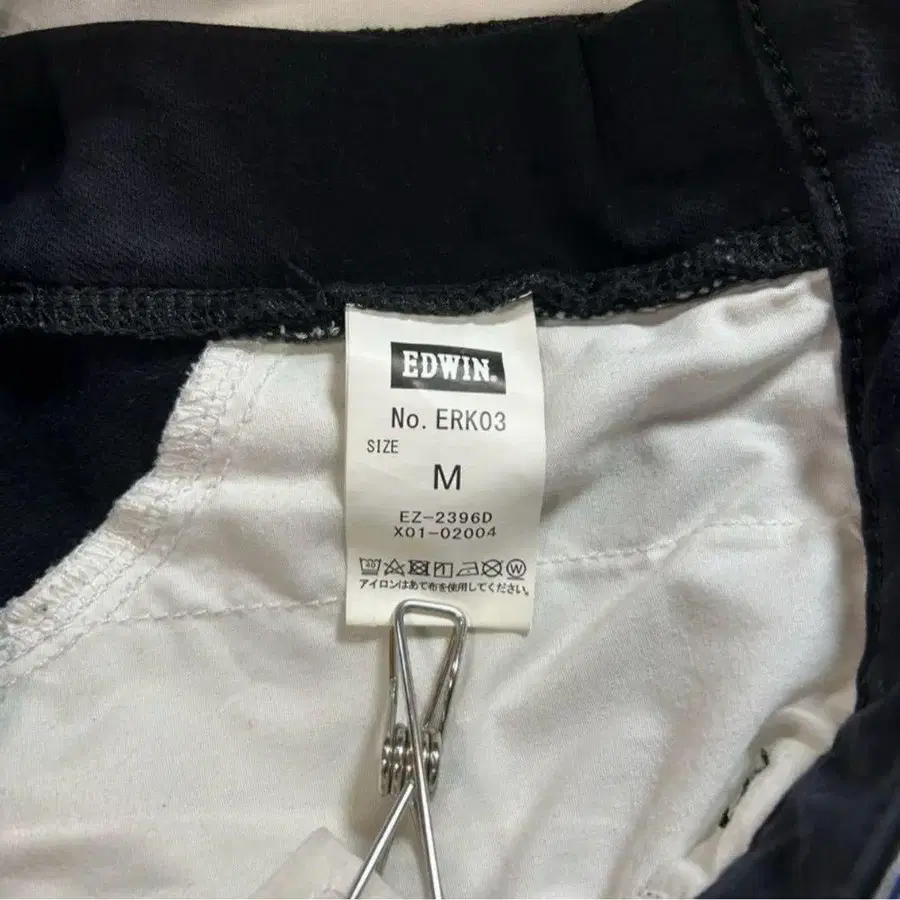 EDWIN.
No. ERK03
SIZE
M
EZ-2396D
X01-02004
40
W
アイロンはあて布を使用してください。